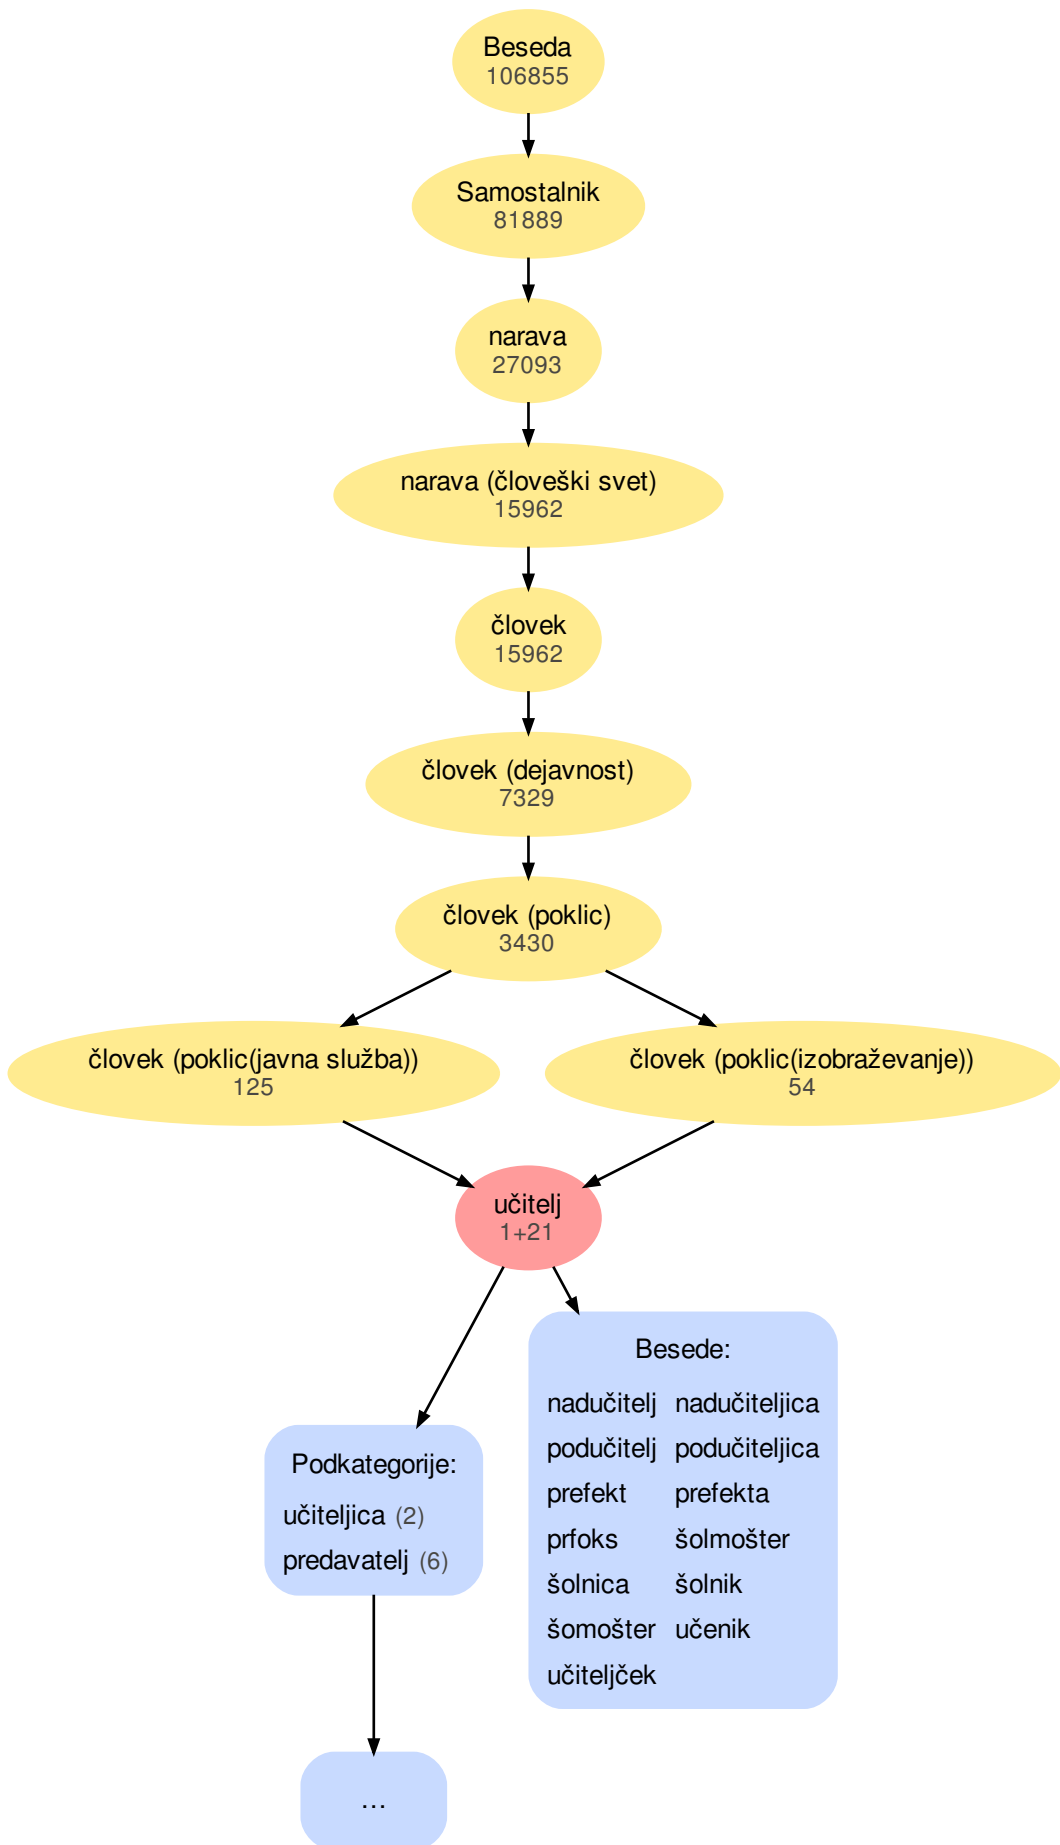 Beseda
106855
Samostalnik
81889
narava
27093
narava (človeški svet)
15962
človek
15962
človek (dejavnost)
7329
človek (poklic)
3430
človek (poklic(javna služba))
125
človek (poklic(izobraževanje))
54
učitelj
1+21
Besede:
nadučitelj nadučiteljica
podučitelj podučiteljica
prefekt prefekta
prfoks šolmošter
šolnica šolnik
šomošter učenik
učiteljček
Podkategorije:
učiteljica (2)
predavatelj (6)
...